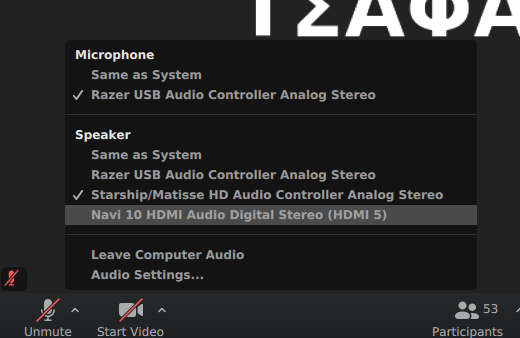 ΤΣΑΦΑ
Microphone
Same as System
Razer USB Audio Controller Analog Stereo
Speaker
Same as System
Razer USB Audio Controller Analog Stereo
Starship/Matisse HD Audio Controller Analog Stereo
Navi 10 HDMI Audio Digital Stereo (HDMI 5)
Leave Computer Audio
Audio Settings...
Unmute
Start Video
53
Participants